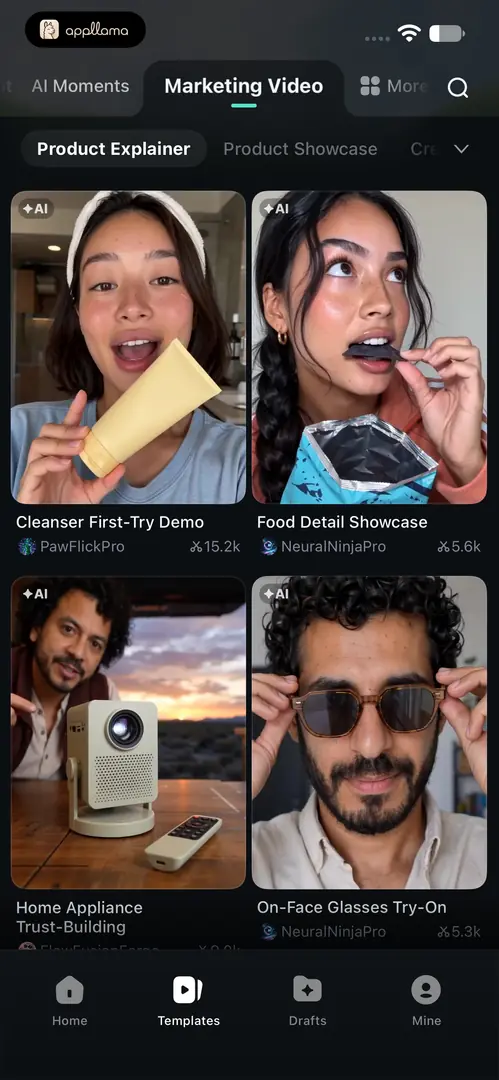 appllama
AI Moments
Marketing Video
More
Product Explainer
Product Showcase
AI
AI
Cleanser First-Try Demo
Food Detail Showcase
PawFlickPro
15.2k
NeuralNinjaPro
5.6k
AI
AI
Home Appliance
Trust-Building
On-Face Glasses Try-On
NeuralNinjaPro
5.3k
Home
Templates
Drafts
Mine